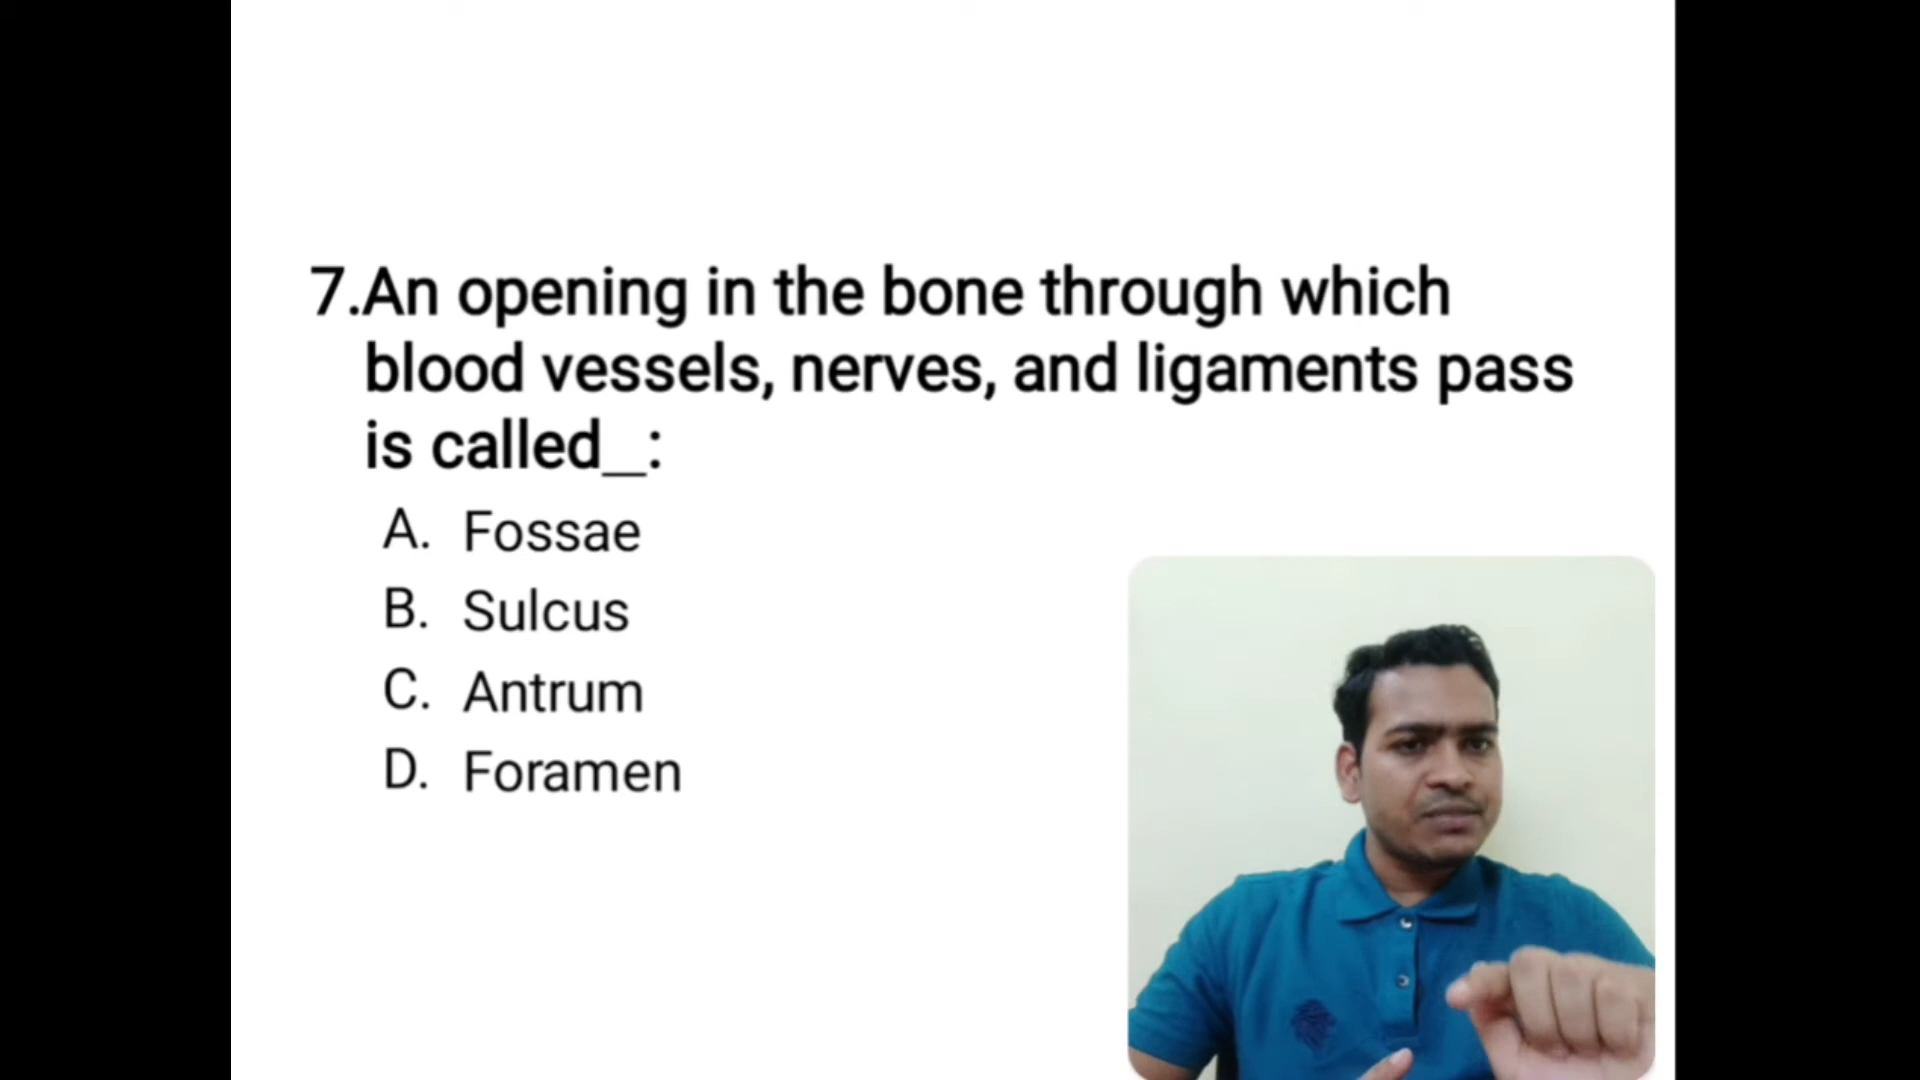 7.An opening in the bone through which
blood vessels, nerves, and ligaments pass
is called__:
A. Fossae
B. Sulcus
C. Antrum
D. Foramen